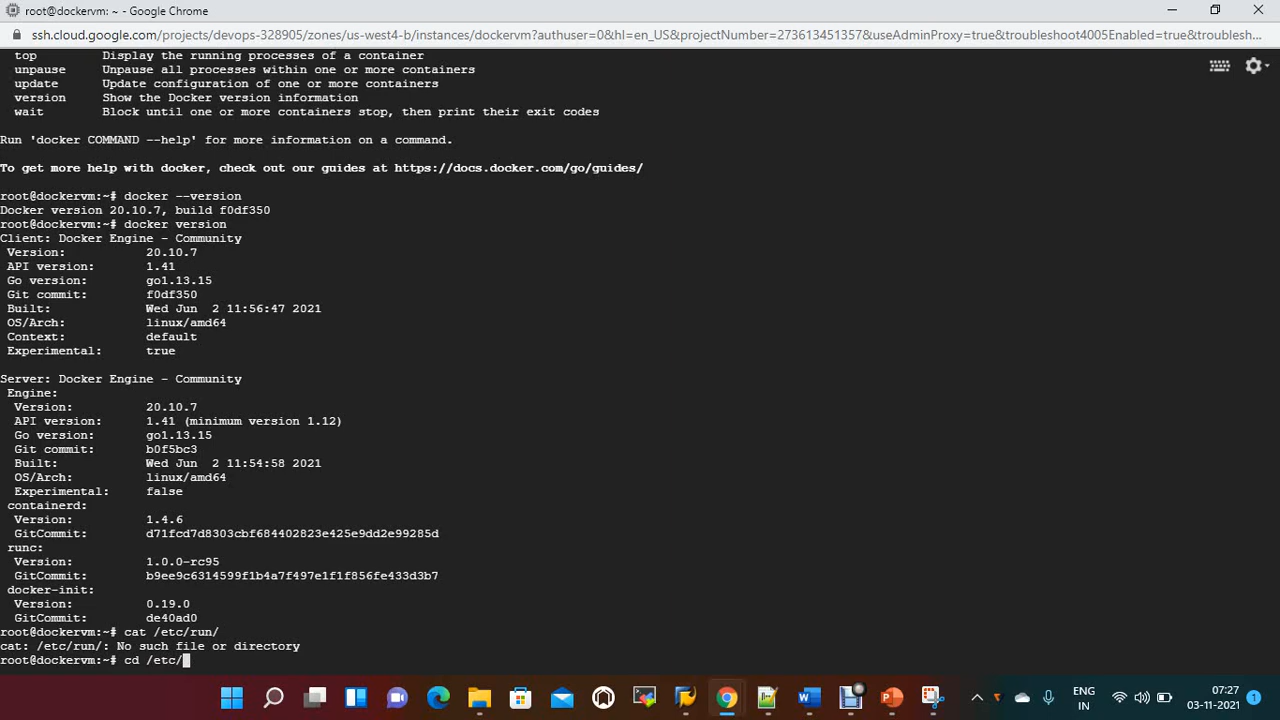 root@dockervm: ~ - Google Chrome
ssh.cloud.google.com/projects/devops-328905/zones/us-west4-b/instances/dockervm?authuser=0&hl=en_US&projectNumber=273613451357&useAdminProxy=true&troubleshoot4005Enabled=true&troublesh...
top Display the running processes of a container
unpause Unpause all processes within one or more containers
update Update configuration of one or more containers
version Show the Docker version information
wait Block until one or more containers stop, then print their exit codes
Run 'docker COMMAND --help' for more information on a command.
To get more help with docker, check out our guides at https://docs.docker.com/go/guides/
root@dockervm:~# docker --version
Docker version 20.10.7, build f0df350
root@dockervm:~# docker version
Client: Docker Engine - Community
Version: 20.10.7
API version: 1.41
Go version: go1.13.15
Git commit: f0df350
Built: Wed Jun 2 11:56:47 2021
OS/Arch: linux/amd64
Context: default
Experimental: true
Server: Docker Engine - Community
Engine:
Version: 20.10.7
API version: 1.41 (minimum version 1.12)
Go version: go1.13.15
Git commit: b0f5bc3
Built: Wed Jun 2 11:54:58 2021
OS/Arch: linux/amd64
Experimental: false
containerd:
Version: 1.4.6
GitCommit: d71fcd7d8303cbf684402823e425e9dd2e99285d
runc:
Version: 1.0.0-rc95
GitCommit: b9ee9c6314599f1b4a7f497e1f1f856fe433d3b7
docker-init:
Version: 0.19.0
GitCommit: de40ad0
root@dockervm:~# cat /etc/run/
cat: /etc/run/: No such file or directory
root@dockervm:~# cd /etc/
ENG
IN
07:27
03-11-2021
1